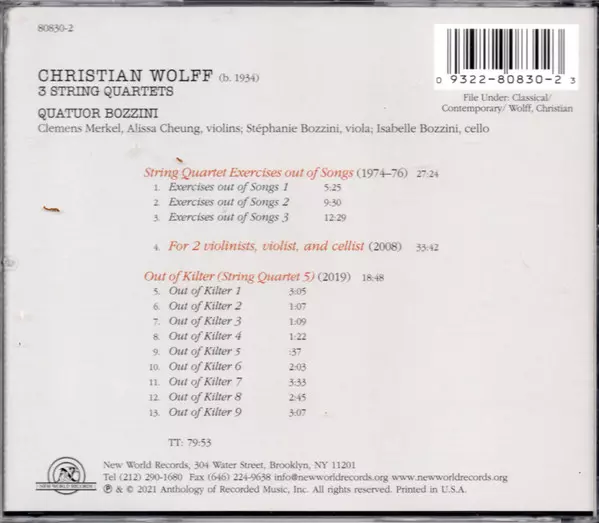 80830-2
0 9322-80830-2 3
File Under: Classical/
Contemporary/ Wolff, Christian
CHRISTIAN WOLFF (b. 1934)
3 STRING QUARTETS
QUATUOR BOZZINI
Clemens Merkel, Alissa Cheung, violins; Stéphanie Bozzini, viola; Isabelle Bozzini, cello
String Quartet Exercises out of Songs (1974–76) 27:24
1. Exercises out of Songs 1 5:25
2. Exercises out of Songs 2 9:30
3. Exercises out of Songs 3 12:29
4. For 2 violinists, violist, and cellist (2008) 33:42
Out of Kilter (String Quartet 5) (2019) 18:48
5. Out of Kilter 1 3:05
6. Out of Kilter 2 1:07
7. Out of Kilter 3 1:09
8. Out of Kilter 4 1:22
9. Out of Kilter 5 :37
10. Out of Kilter 6 2:03
11. Out of Kilter 7 3:33
12. Out of Kilter 8 2:45
13. Out of Kilter 9 3:07
TT: 79:53
New World Records, 304 Water Street, Brooklyn, NY 11201
Tel (212) 290-1680 Fax (646) 224-9638 info@newworldrecords.org www.newworldrecords.org
℗ & © 2021 Anthology of Recorded Music, Inc. All rights reserved. Printed in U.S.A.
NEW WORLD RECORDS